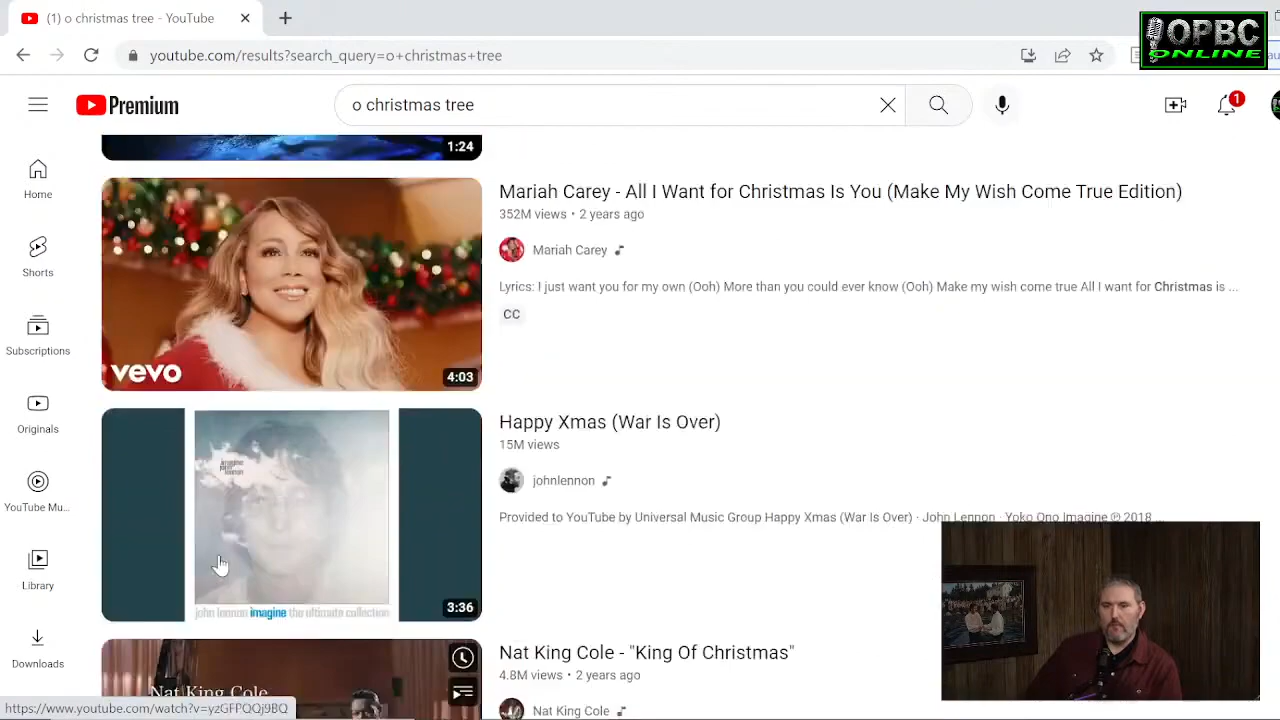 (1) o christmas tree - YouTube
OPBC
ONLINE
youtube.com/results?search_query=o+christmas+tree
Premium
o christmas tree
1
1:24
Home
Shorts
Subscriptions
Originals
YouTube Mu...
Library
Downloads
vevo
4:03
Mariah Carey - All I Want for Christmas Is You (Make My Wish Come True Edition)
352M views • 2 years ago
Mariah Carey
Lyrics: I just want you for my own (Ooh) More than you could ever know (Ooh) Make my wish come true All I want for Christmas is ...
CC
imagine
john lennon
john lennon imagine the ultimate collection
3:36
Happy Xmas (War Is Over)
15M views
johnlennon
Provided to YouTube by Universal Music Group Happy Xmas (War Is Over) · John Lennon · Yoko Ono Imagine ℗ 2018 ...
Nat King Cole
Nat King Cole - "King Of Christmas"
4.8M views • 2 years ago
Nat King Cole
https://www.youtube.com/watch?v=yzGFPQQj9BQ